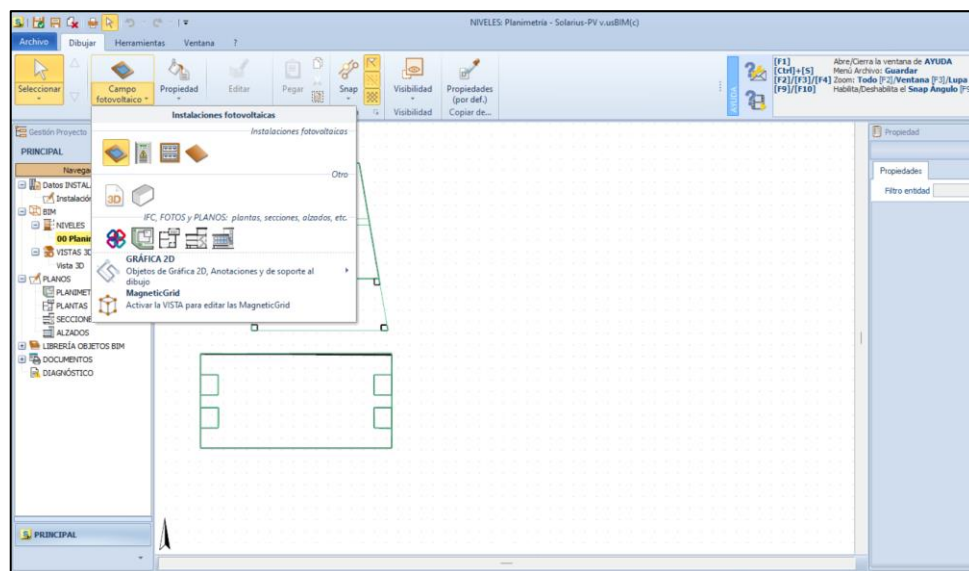 NIVELES: Planimetría - Solarius-PV v.usBIM(c)
Archivo Dibujar Herramientas Ventana ?
Seleccionar
Campo fotovoltaico
Propiedad
Editar
Pegar
Snap
Visibilidad
Propiedades (por def.)
Visibilidad
Copiar de...
AYUDA
[F1] Abre/Cierra la ventana de AYUDA
[Ctrl]+[S] Menú Archivo: Guardar
[F2]/[F3]/[F4] Zoom: Todo [F2]/Ventana [F3]/Lupa
[F9]/[F10] Habilita/Deshabilita el Snap Ángulo [F9
Gestión Proyecto
PRINCIPAL
Navega
Datos INSTAL
Instalación
BIM
NIVELES
00 Planim
VISTAS 3D
Vista 3D
PLANOS
PLANIMET
PLANTAS
SECCIONE
ALZADOS
LIBRERÍA OBJETOS BIM
DOCUMENTOS
DIAGNÓSTICO
PRINCIPAL
Instalaciones fotovoltaicas
Instalaciones fotovoltaicas
Otro
3D
IFC, FOTOS y PLANOS: plantas, secciones, alzados, etc.
GRÁFICA 2D
Objetos de Gráfica 2D, Anotaciones y de soporte al
dibujo
MagneticGrid
Activar la VISTA para editar las MagneticGrid
Propiedad
Propiedades
Filtro entidad